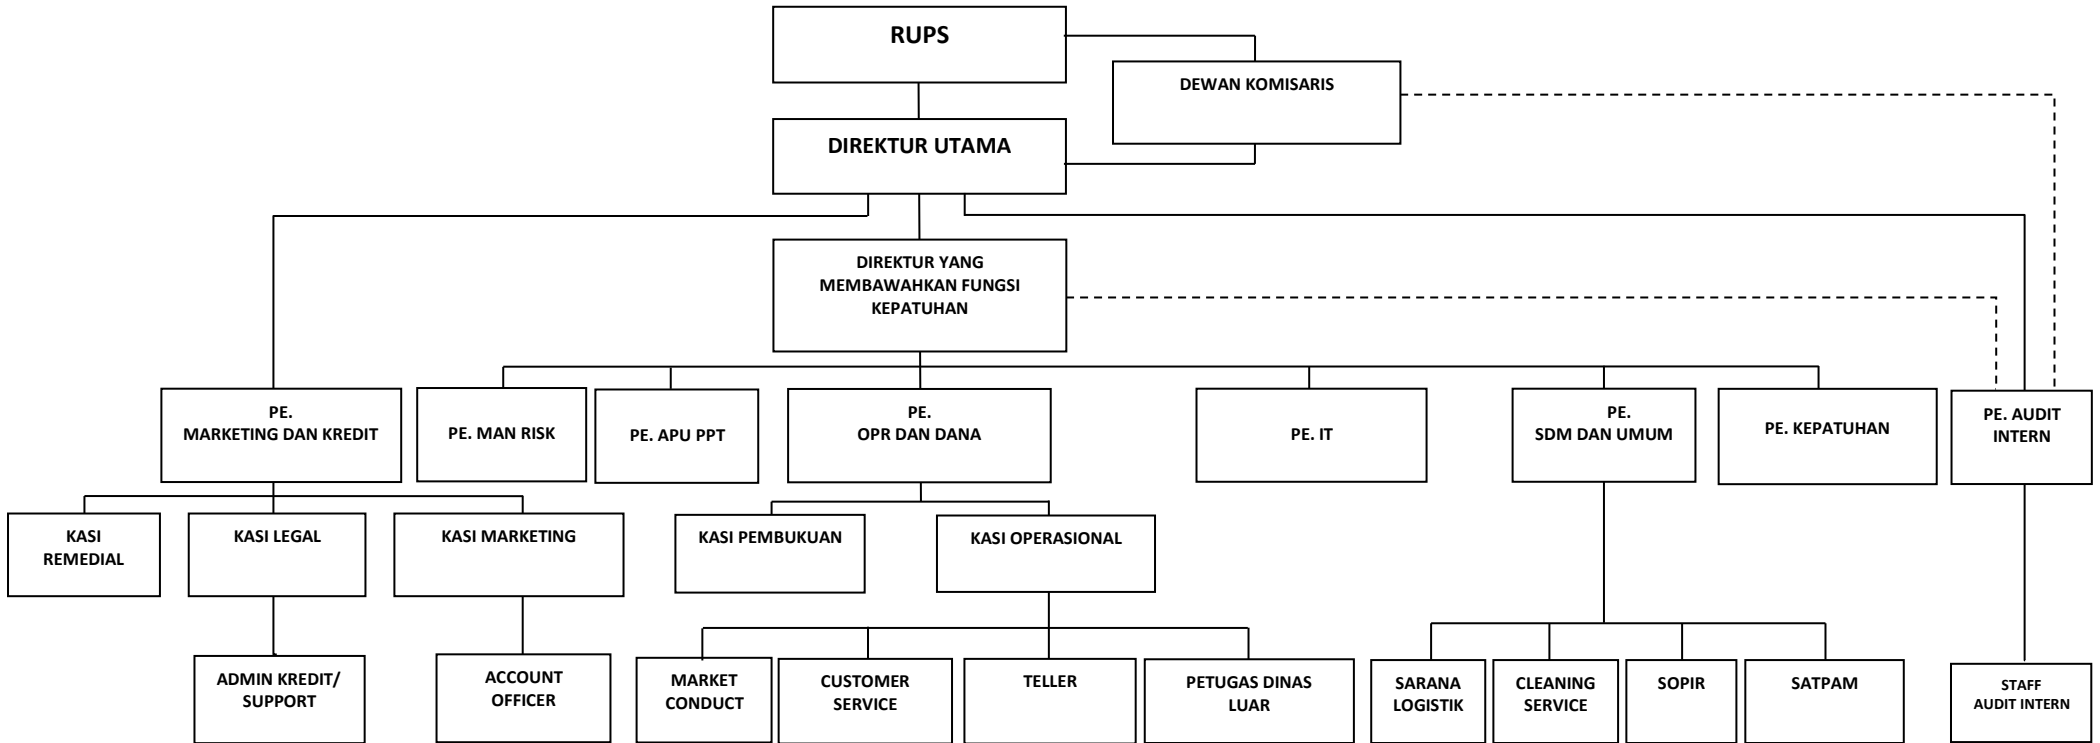 RUPS
DEWAN KOMISARIS
DIREKTUR UTAMA
DIREKTUR YANG
MEMBAWAHKAN FUNGSI
KEPATUHAN
PE.
MARKETING DAN KREDIT
PE. MAN RISK
PE. APU PPT
PE.
OPR DAN DANA
PE. IT
PE.
SDM DAN UMUM
PE. KEPATUHAN
PE. AUDIT
INTERN
KASI
REMEDIAL
KASI LEGAL
KASI MARKETING
KASI PEMBUKUAN
KASI OPERASIONAL
ADMIN KREDIT/
SUPPORT
ACCOUNT
OFFICER
MARKET
CONDUCT
CUSTOMER
SERVICE
TELLER
PETUGAS DINAS
LUAR
SARANA
LOGISTIK
CLEANING
SERVICE
SOPIR
SATPAM
STAFF
AUDIT INTERN